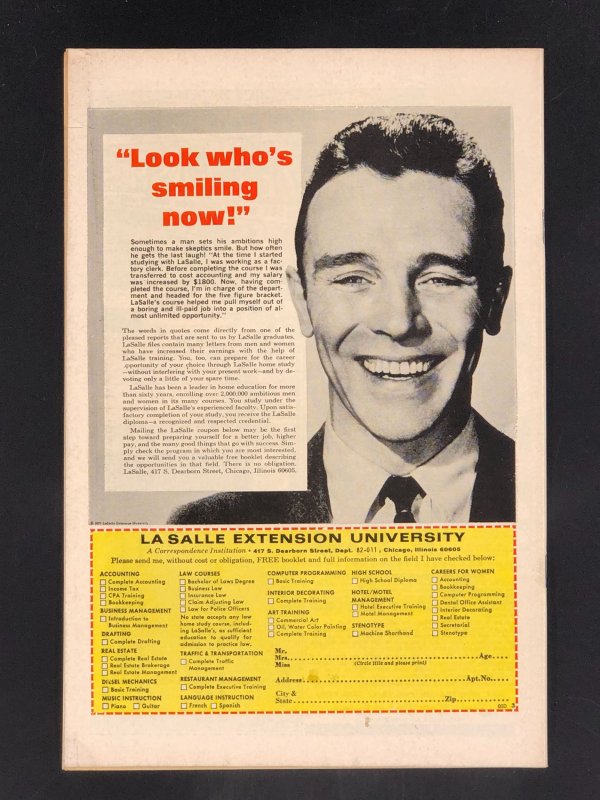 “Look who’s
smiling
now!”
Sometimes a man sets his ambitions high
enough to make skeptics smile. But how often
he gets the last laugh! “At the time I started
studying with LaSalle, I was working as a fac-
tory clerk. Before completing the course I was
transferred to cost accounting and my salary
was increased by $1800. Now, having com-
pleted the course, I’m in charge of the depart-
ment and headed for the five figure bracket.
LaSalle’s course helped me pull myself out of
a boring and ill-paid job into a position of al-
most unlimited opportunity.”
The words in quotes come directly from one of the
pleased reports that are sent to us by LaSalle graduates.
LaSalle files contain many letters from men and women
who have increased their earnings with the help of
LaSalle training. You, too, can prepare for the career
opportunity of your choice through LaSalle home study
—without interfering with your present work—and by de-
voting only a little of your spare time.
LaSalle has been a leader in home education for more
than sixty years, enrolling over 2,000,000 ambitious men
and women in its many courses. You study under the
supervision of LaSalle’s experienced faculty. Upon satis-
factory completion of your study, you receive the LaSalle
diploma—a recognized and respected credential.
Mailing the LaSalle coupon below may be the first
step toward preparing yourself for a better job, higher
pay, and the many good things that go with success. Sim-
ply check the program in which you are most interested,
and we will send you a valuable free booklet describing
the opportunities in that field. There is no obligation.
LaSalle, 417 S. Dearborn Street, Chicago, Illinois 60605.
LaSalle Extension University
LA SALLE EXTENSION UNIVERSITY
A Correspondence Institution • 417 S. Dearborn Street, Dept. 82-011, Chicago, Illinois 60605
Please send me, without cost or obligation, FREE booklet and full information on the field I have checked below:
ACCOUNTING
Complete Accounting
Income Tax
CPA Training
Bookkeeping
BUSINESS MANAGEMENT
Introduction to
Business Management
DRAFTING
Complete Drafting
REAL ESTATE
Complete Real Estate
Real Estate Brokerage
Real Estate Management
DIESEL MECHANICS
Basic Training
MUSIC INSTRUCTION
Piano Guitar
LAW COURSES
Bachelor of Laws Degree
Business Law
Insurance Law
Claim Adjusting Law
Law for Police Officers
No state accepts any law
home study course, includ-
ing LaSalle’s, as sufficient
education to qualify for
admission to practice law.
TRAFFIC & TRANSPORTATION
Complete Traffic
Management
RESTAURANT MANAGEMENT
Complete Executive Training
LANGUAGE INSTRUCTION
French Spanish
COMPUTER PROGRAMMING
Basic Training
INTERIOR DECORATING
Complete Training
ART TRAINING
Commercial Art
Oil, Water Color Painting
Complete Training
HIGH SCHOOL
High School Diploma
HOTEL/MOTEL
MANAGEMENT
Hotel Executive Training
Motel Management
STENOTYPE
Machine Shorthand
CAREERS FOR WOMEN
Accounting
Bookkeeping
Computer Programming
Dental Office Assistant
Interior Decorating
Real Estate
Secretarial
Stenotype
Mr.
Mrs. Age
Miss (Circle title and please print)
Address Apt.No.
City &
State Zip
3